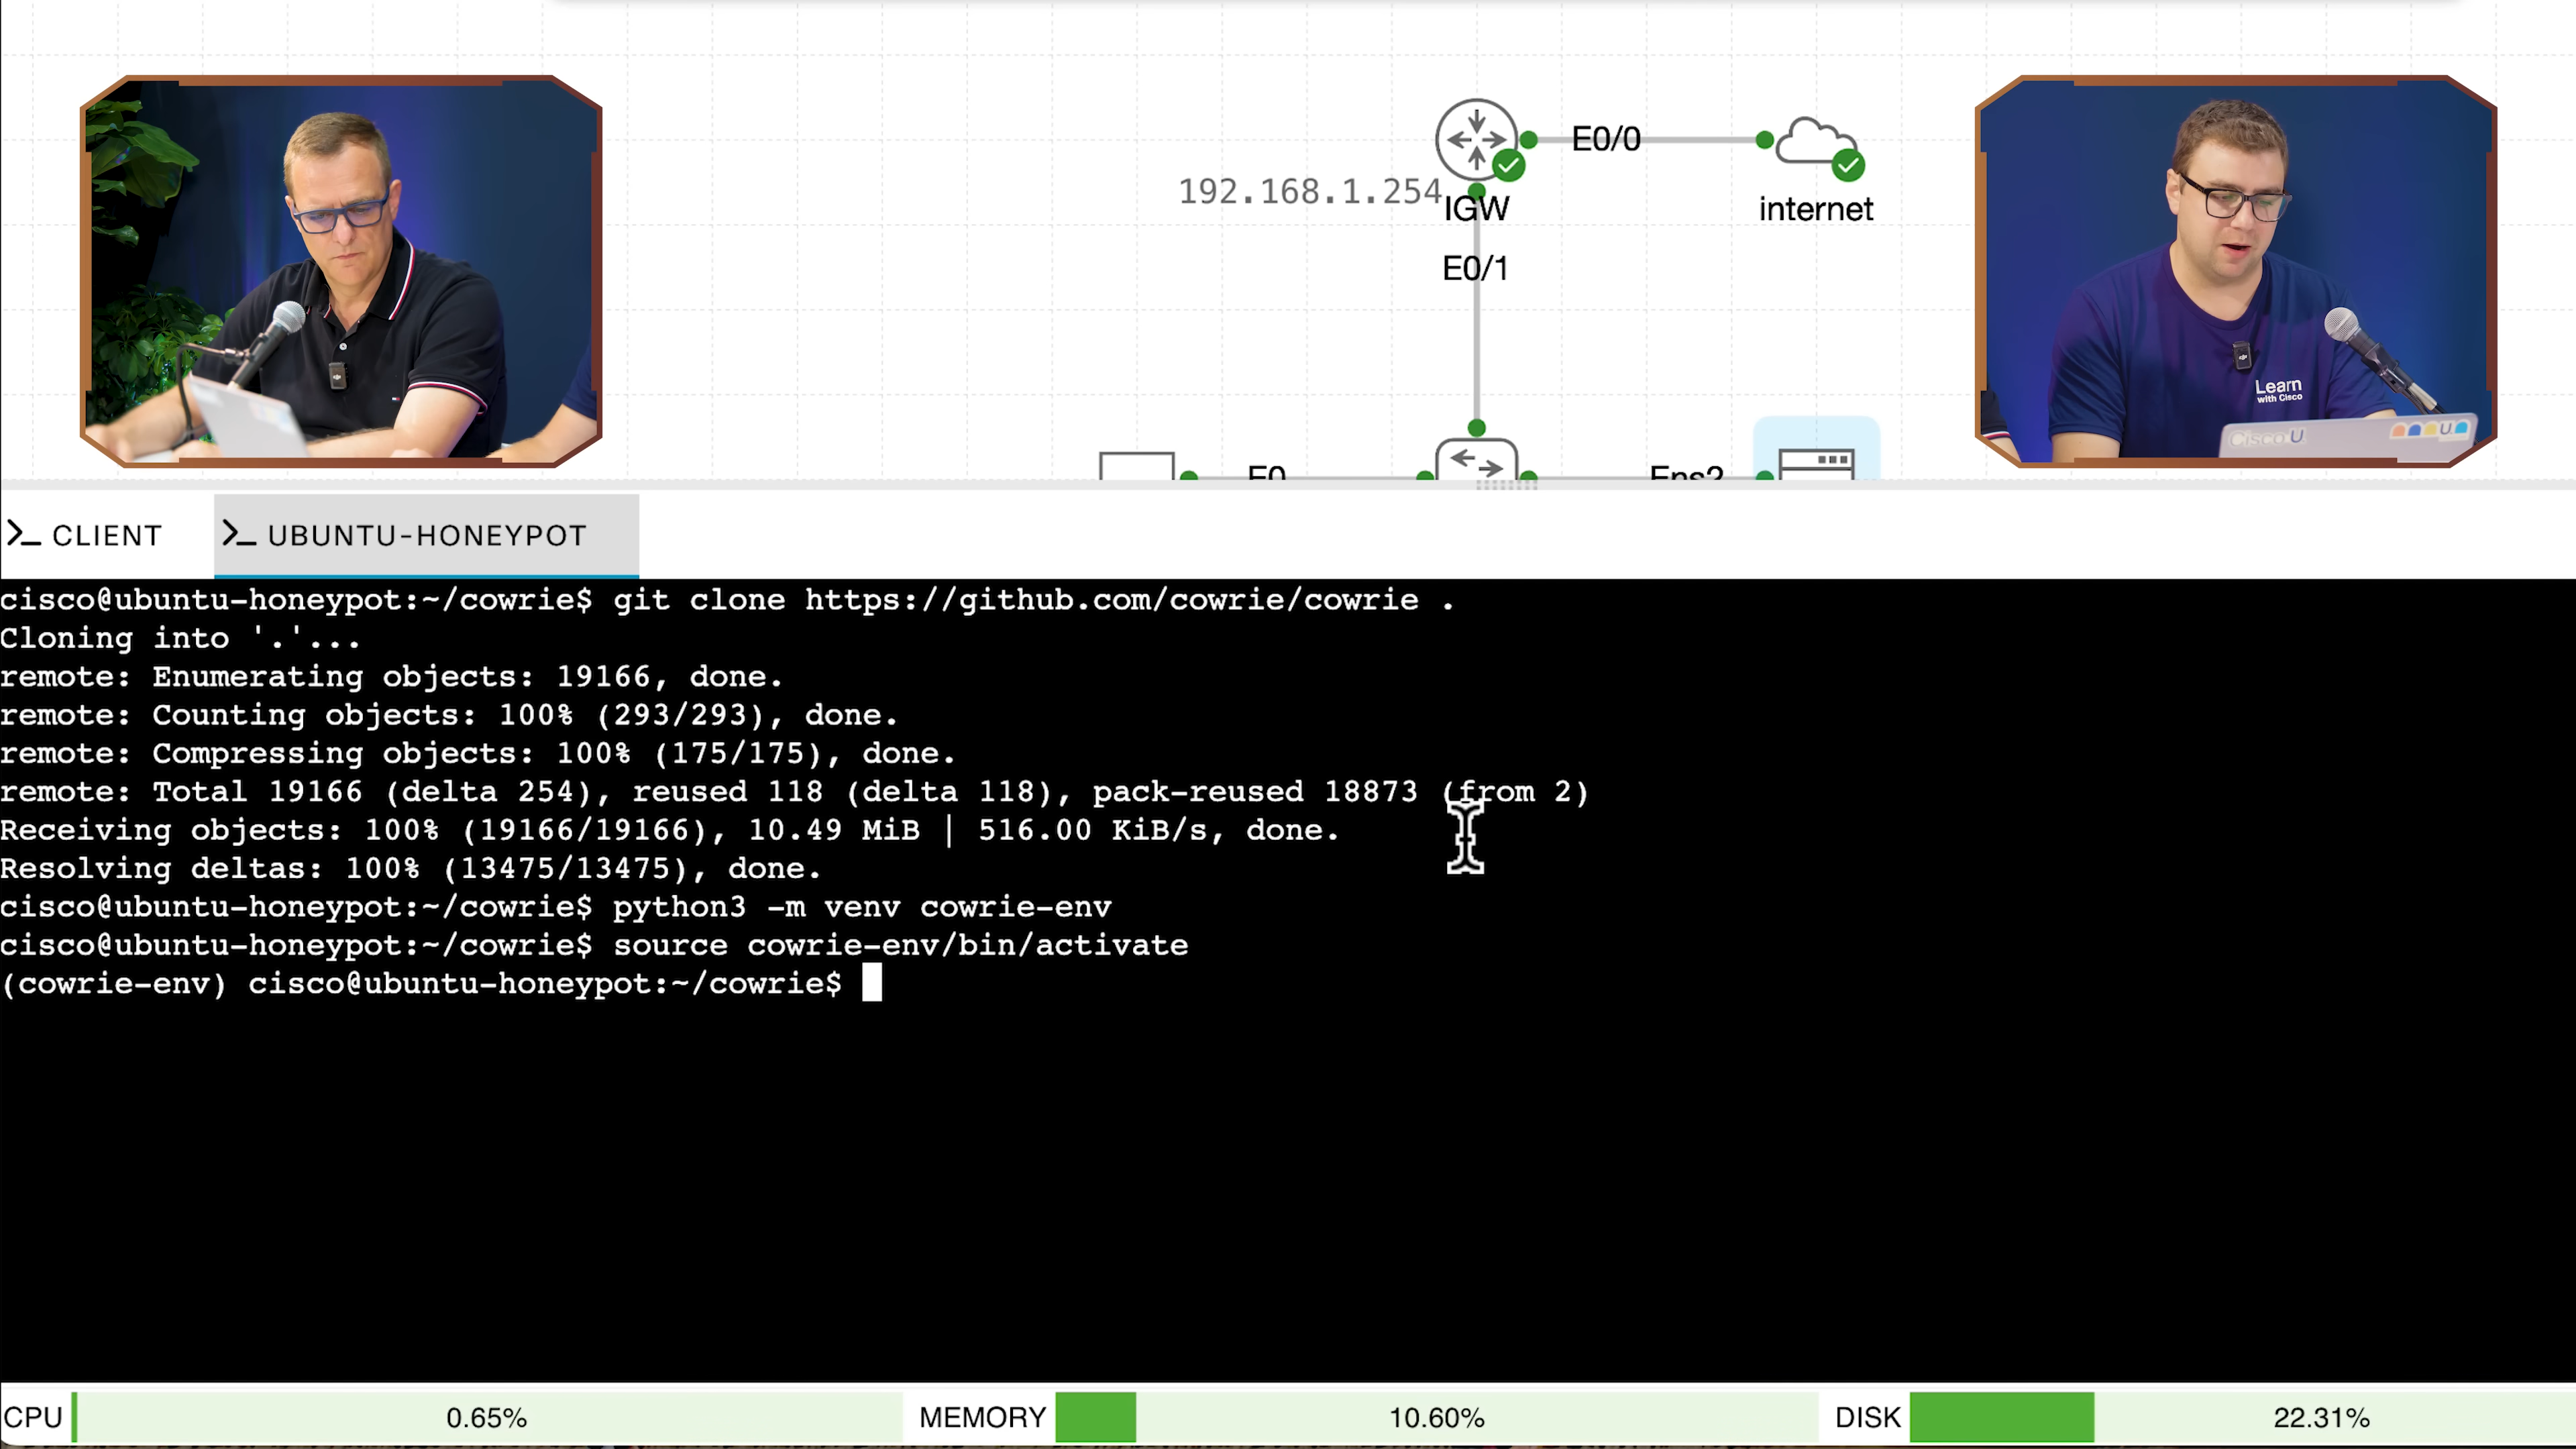 E0/0
192.168.1.254
IGW
internet
E0/1
Learn
with Cisco
Cisco U
U
E0
Ens2
CLIENT
UBUNTU-HONEYPOT
cisco@ubuntu-honeypot:~/cowrie$ git clone https://github.com/cowrie/cowrie .
Cloning into '.'...
remote: Enumerating objects: 19166, done.
remote: Counting objects: 100% (293/293), done.
remote: Compressing objects: 100% (175/175), done.
remote: Total 19166 (delta 254), reused 118 (delta 118), pack-reused 18873 (from 2)
Receiving objects: 100% (19166/19166), 10.49 MiB | 516.00 KiB/s, done.
Resolving deltas: 100% (13475/13475), done.
cisco@ubuntu-honeypot:~/cowrie$ python3 -m venv cowrie-env
cisco@ubuntu-honeypot:~/cowrie$ source cowrie-env/bin/activate
(cowrie-env) cisco@ubuntu-honeypot:~/cowrie$
CPU 0.65% MEMORY 10.60% DISK 22.31%